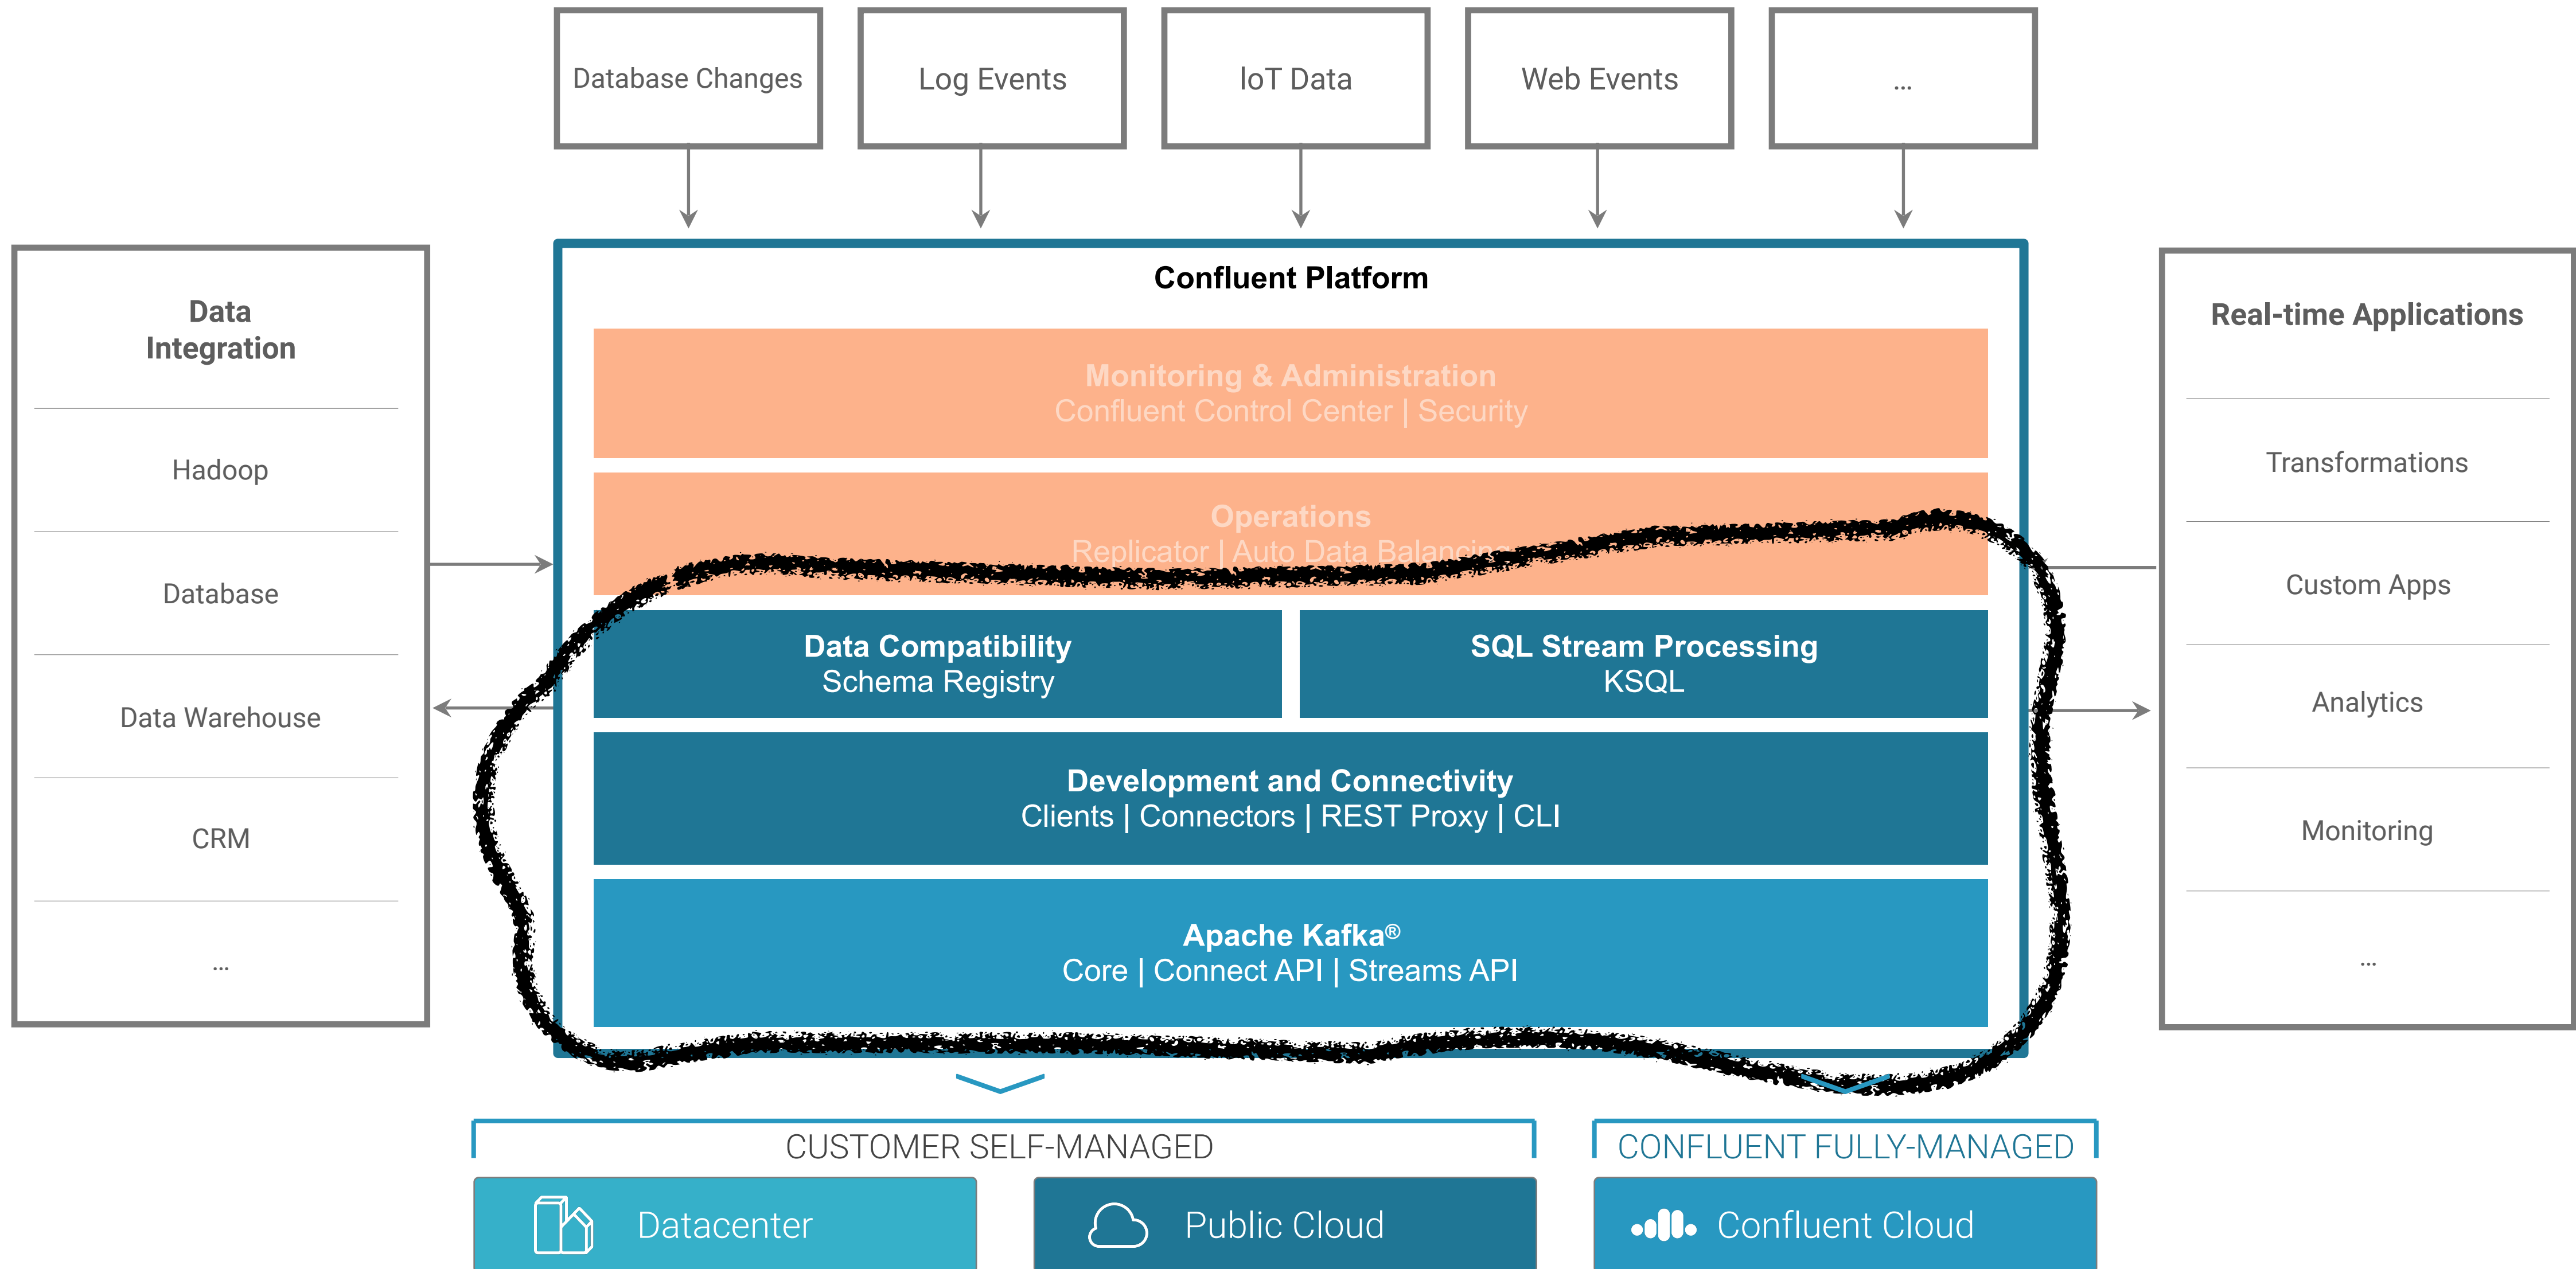 Database Changes
Log Events
IoT Data
Web Events
...
Data
Integration
Hadoop
Database
Data Warehouse
CRM
...
Confluent Platform
Monitoring & Administration
Confluent Control Center | Security
Operations
Replicator | Auto Data Balancing
Data Compatibility
Schema Registry
SQL Stream Processing
KSQL
Development and Connectivity
Clients | Connectors | REST Proxy | CLI
Apache Kafka®
Core | Connect API | Streams API
Real-time Applications
Transformations
Custom Apps
Analytics
Monitoring
...
CUSTOMER SELF-MANAGED
CONFLUENT FULLY-MANAGED
Datacenter
Public Cloud
Confluent Cloud